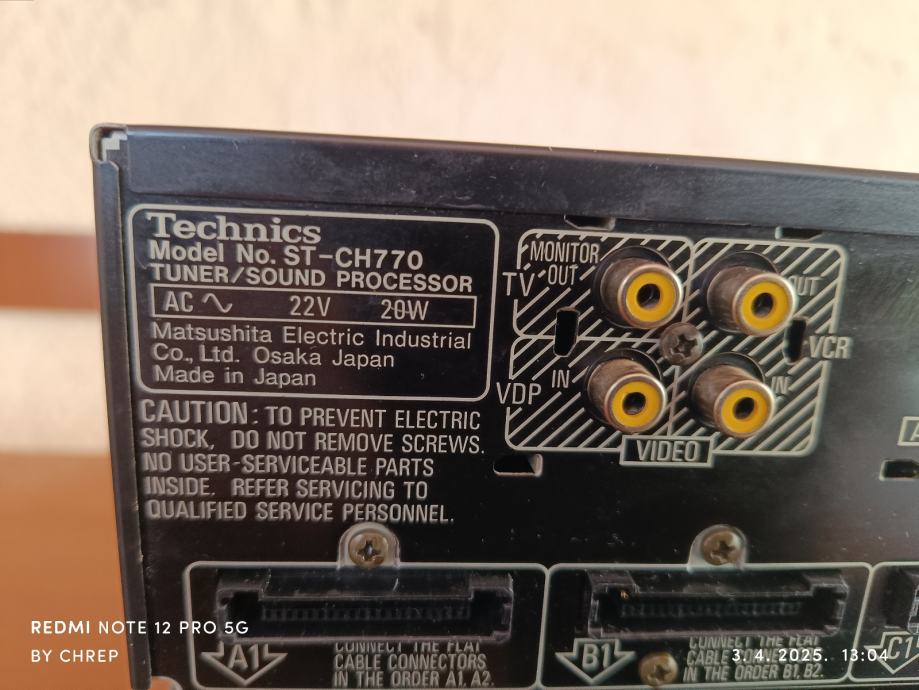 Technics
Model No. ST-CH770
TUNER/SOUND PROCESSOR
AC ∿ 22V 20W
Matsushita Electric Industrial
Co., Ltd. Osaka Japan
Made in Japan
CAUTION: TO PREVENT ELECTRIC
SHOCK, DO NOT REMOVE SCREWS.
NO USER-SERVICEABLE PARTS
INSIDE. REFER SERVICING TO
QUALIFIED SERVICE PERSONNEL.
MONITOR
TV OUT
OUT
VCR
VDP IN
IN
VIDEO
A1
CONNECT THE FLAT
CABLE CONNECTORS
IN THE ORDER A1, A2.
B1
CONNECT THE FLAT
CABLE
IN THE ORDER B1, B2.
C1
REDMI NOTE 12 PRO 5G
BY CHREP
3. 4. 2025. 13:04